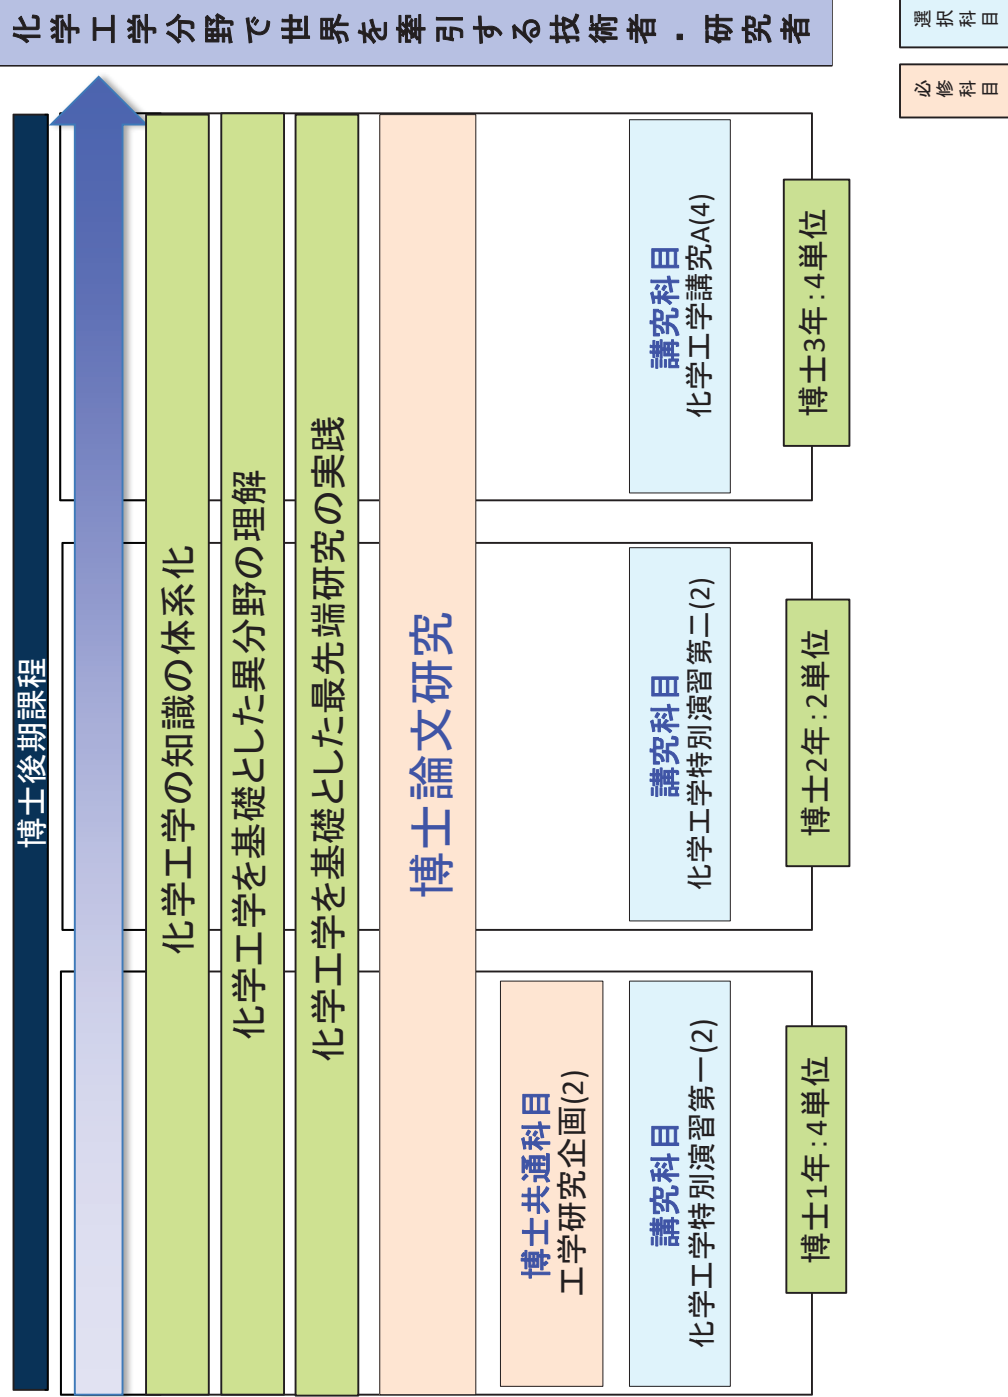 博士後期課程
化学工学の知識の体系化
化学工学を基礎とした異分野の理解
化学工学を基礎とした最先端研究の実践
博士論文研究
博士共通科目
工学研究企画(2)
講究科目
化学工学特別演習第一(2)
博士1年:4単位
講究科目
化学工学特別演習第二(2)
博士2年:2単位
講究科目
化学工学講究A(4)
博士3年:4単位
化学工学分野で世界を牽引する技術者・研究者
必修科目
選択科目